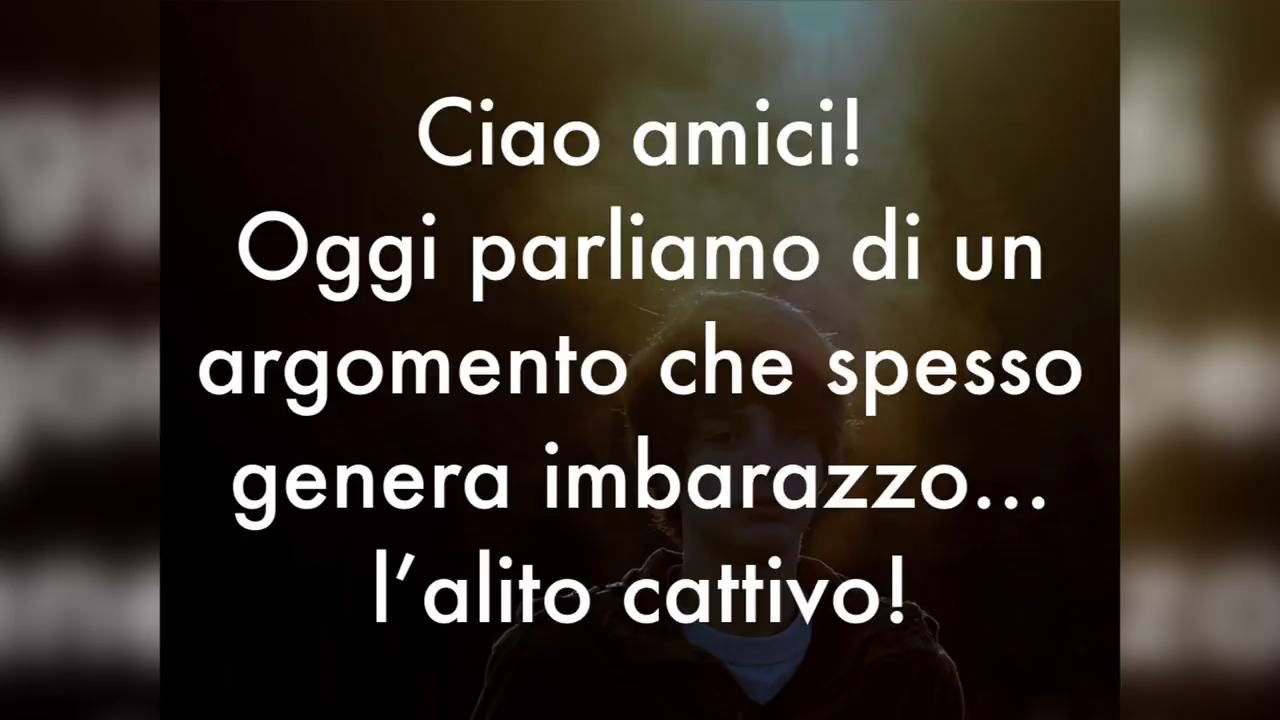 Ciao amici!
Oggi parliamo di un
argomento che spesso
genera imbarazzo...
l’alito cattivo!